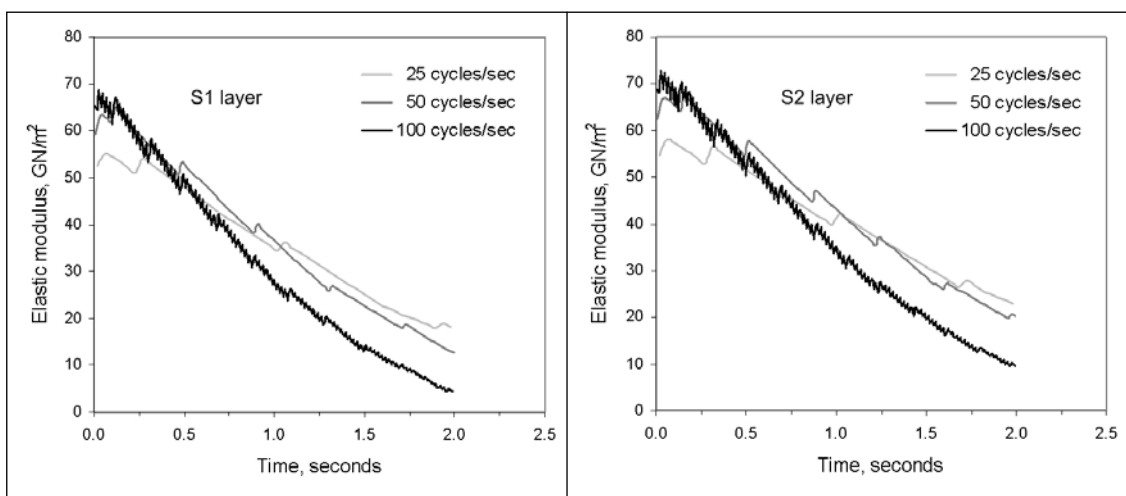 80
70
60
50
40
30
20
10
0
0.0 0.5 1.0 1.5 2.0 2.5
Elastic modulus, GN/m²
Time, seconds
S1 layer
25 cycles/sec
50 cycles/sec
100 cycles/sec
80
70
60
50
40
30
20
10
0
0.0 0.5 1.0 1.5 2.0 2.5
Elastic modulus, GN/m²
Time, seconds
S2 layer
25 cycles/sec
50 cycles/sec
100 cycles/sec